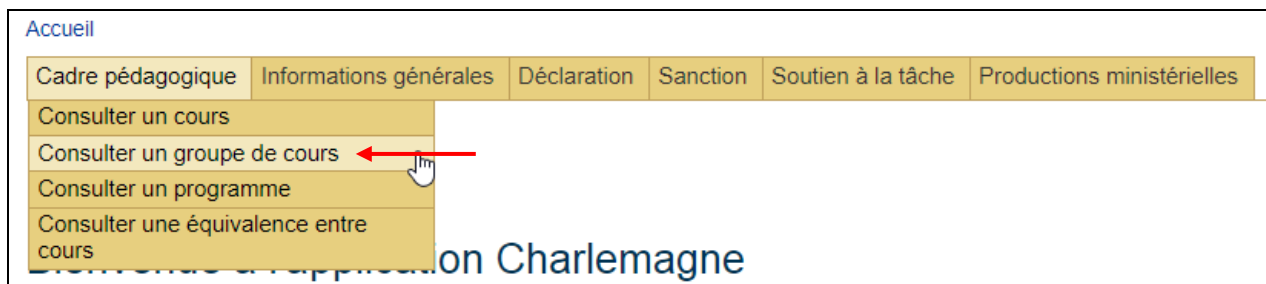 Accueil
Cadre pédagogique Informations générales Déclaration Sanction Soutien à la tâche Productions ministérielles
Consulter un cours
Consulter un groupe de cours
Consulter un programme
Consulter une équivalence entre
cours
Charlemagne